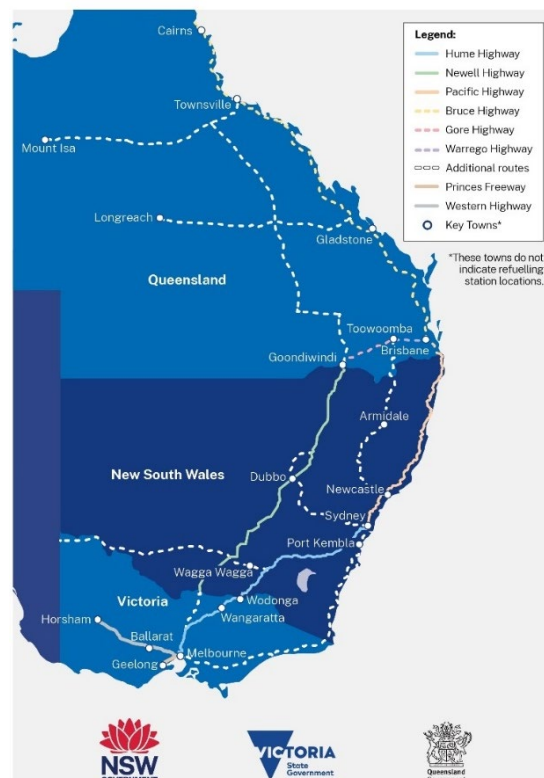 Cairns
Townsville
Mount Isa
Longreach
Gladstone
Queensland
Toowoomba
Brisbane
Goondiwindi
Armidale
New South Wales
Dubbo
Newcastle
Sydney
Port Kembla
Wagga Wagga
Victoria
Wodonga
Wangaratta
Horsham
Ballarat
Melbourne
Geelong
Legend:
Hume Highway
Newell Highway
Pacific Highway
Bruce Highway
Gore Highway
Warrego Highway
Additional routes
Princes Freeway
Western Highway
Key Towns*
*These towns do not
indicate refuelling
station locations.
NSW
GOVERNMENT
VICTORIA
State
Government
Queensland